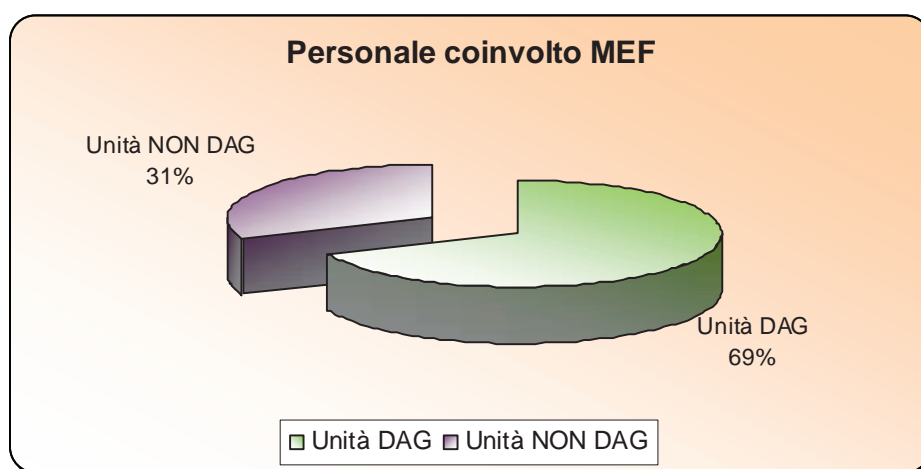 Personale coinvolto MEF
Unità NON DAG
31%
Unità DAG
69%
Unità DAG Unità NON DAG